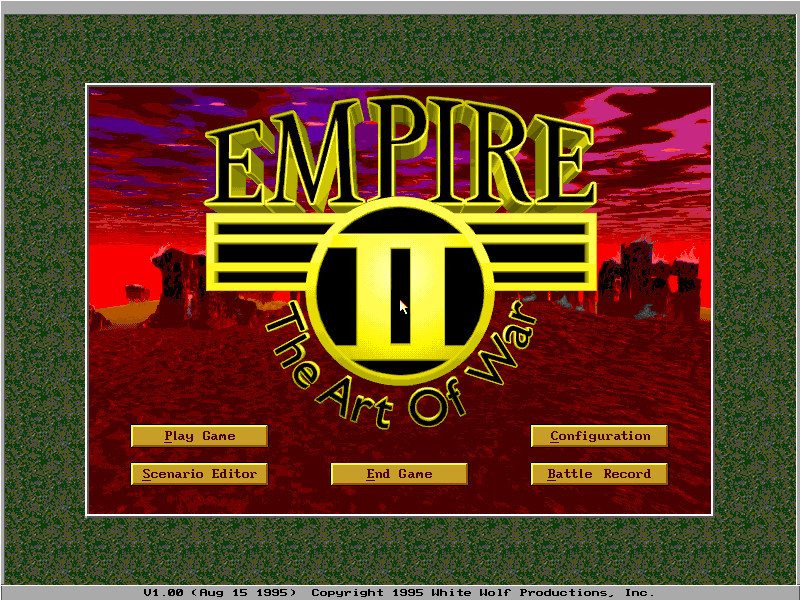 EMPIRE
II
The Art Of War
Play Game
Configuration
Scenario Editor
End Game
Battle Record
V1.00 (Aug 15 1995) Copyright 1995 White Wolf Productions, Inc.